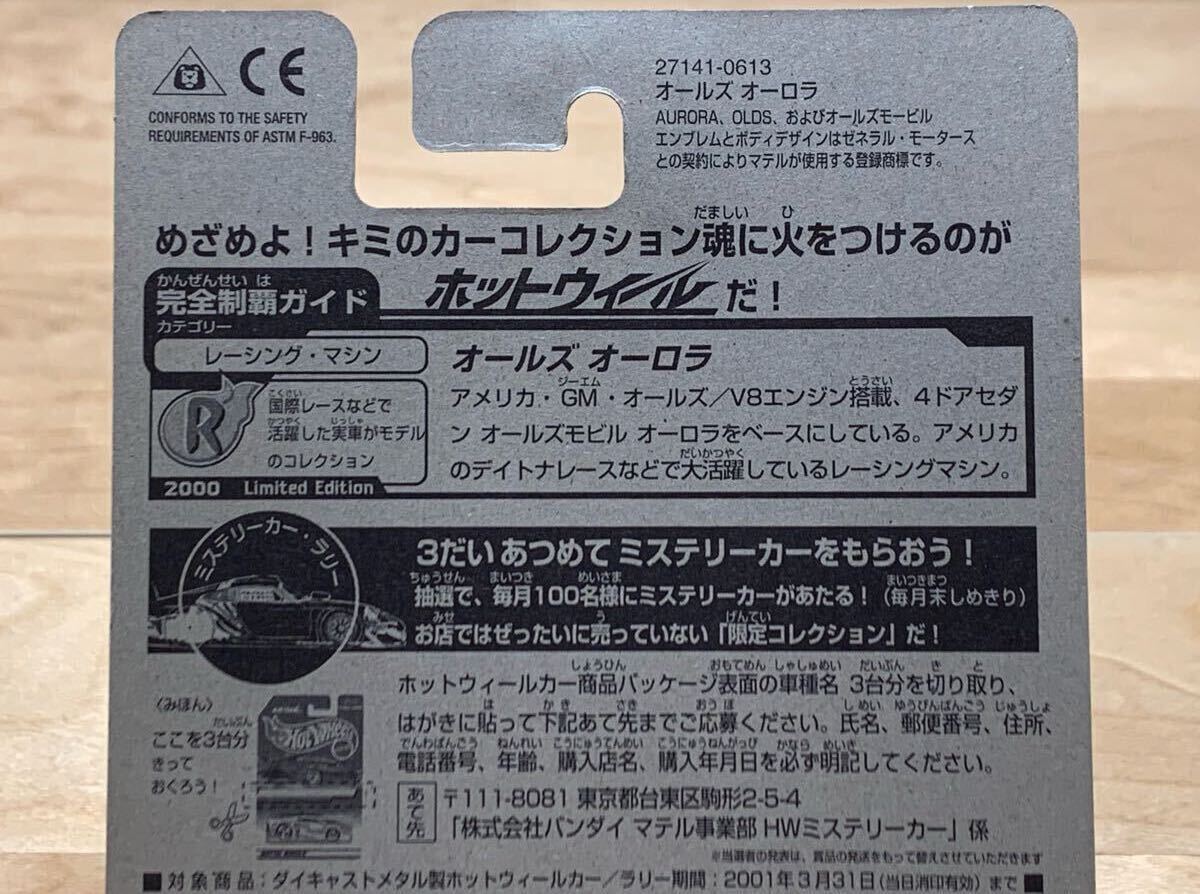 CE
CONFORMS TO THE SAFETY
REQUIREMENTS OF ASTM F-963.
27141-0613
オールズ オーロラ
AURORA、OLDS、およびオールズモービル
エンブレムとボディデザインはゼネラル・モータース
との契約によりマテルが使用する登録商標です。
だましい ひ
めざめよ！キミのカーコレクション魂に火をつけるのが
ホットウィール だ！
かんぜんせい は
完全制覇ガイド
カテゴリー
レーシング・マシン
R
こくさい
国際レースなどで
かつやく じっしゃ
活躍した実車がモデル
のコレクション
2000 Limited Edition
オールズ オーロラ
ジーエム とうさい
アメリカ・GM・オールズ／V8エンジン搭載、4ドアセダ
ン オールズモビル オーロラをベースにしている。アメリカ
だいかつやく
のデイトナレースなどで大活躍しているレーシングマシン。
ミステリーカー・ラリー
3だい あつめて ミステリーカーをもらおう！
ちゅうせん まいつき めいさま まいつきまつ
抽選で、毎月100名様にミステリーカーがあたる！（毎月末しめきり）
みせ う げんてい
お店ではぜったいに売っていない「限定コレクション」だ！
〈みほん〉
だいぶん
ここを3台分
きって
おくろう！
HOT WHEELS
しょうひん おもてめん しゃしゅめい だいぶん き と
ホットウィールカー商品パッケージ表面の車種名 3台分を切り取り、
は か き さき おうぼ しめい ゆうびんばんごう じゅうしょ
はがきに貼って下記あて先までご応募ください。氏名、郵便番号、住所、
でんわばんごう ねんれい こうにゅうてんめい こうにゅうねんがっぴ かなら めいき
電話番号、年齢、購入店名、購入年月日を必ず明記してください。
あて先
〒111-8081 東京都台東区駒形2-5-4
「株式会社バンダイ マテル事業部 HWミステリーカー」係
※当選者の発表は、賞品の発送をもって替えさせていただきます
■対象商品：ダイキャストメタル製ホットウィールカー／ラリー期間：2001年3月31日（当日消印有効）まで■